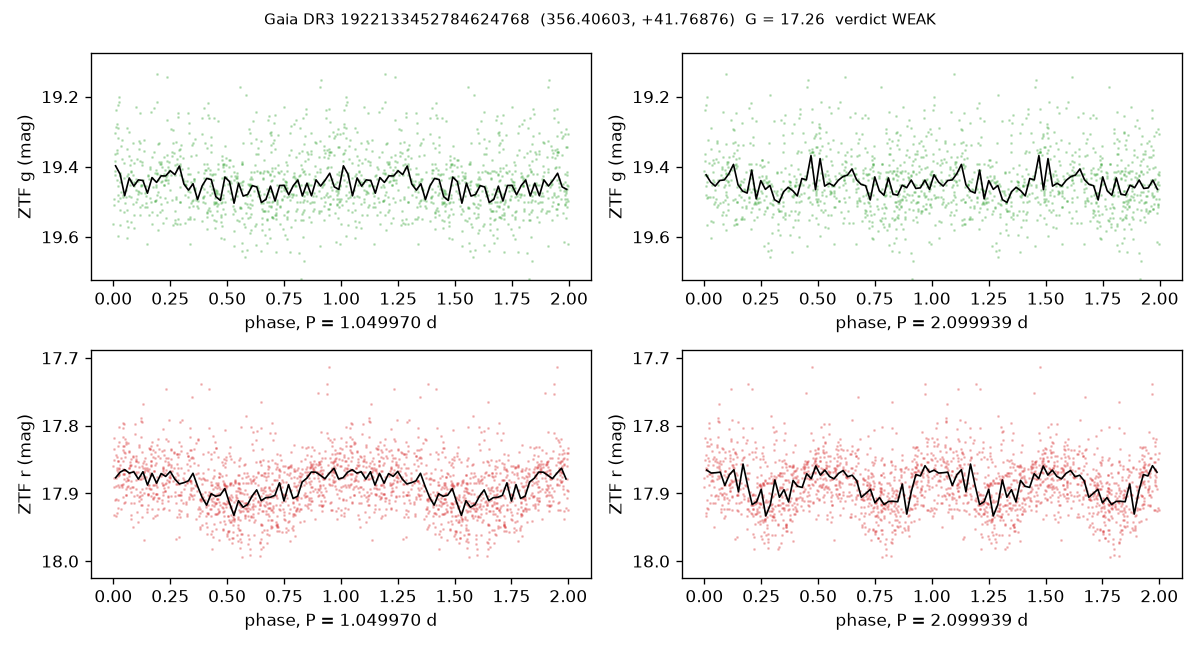 Gaia DR3 1922133452784624768  (356.40603, +41.76876)  G = 17.26  verdict WEAK
ZTF g (mag)
19.2
19.4
19.6
0.00 0.25 0.50 0.75 1.00 1.25 1.50 1.75 2.00
phase, P = 1.049970 d
ZTF g (mag)
19.2
19.4
19.6
0.00 0.25 0.50 0.75 1.00 1.25 1.50 1.75 2.00
phase, P = 2.099939 d
ZTF r (mag)
17.7
17.8
17.9
18.0
0.00 0.25 0.50 0.75 1.00 1.25 1.50 1.75 2.00
phase, P = 1.049970 d
ZTF r (mag)
17.7
17.8
17.9
18.0
0.00 0.25 0.50 0.75 1.00 1.25 1.50 1.75 2.00
phase, P = 2.099939 d